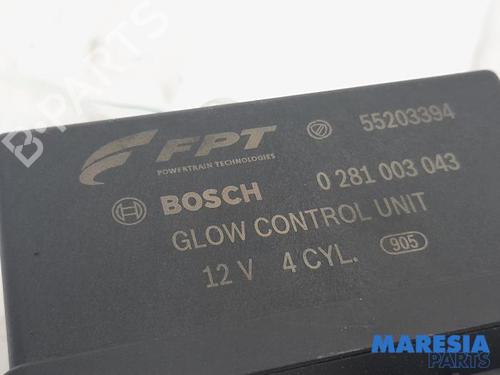 FPT
POWERTRAIN TECHNOLOGIES
55203394
BOSCH
0 281 003 043
GLOW CONTROL UNIT
12 V 4 CYL. 905
B-PARTS
MARESIA
PARTS